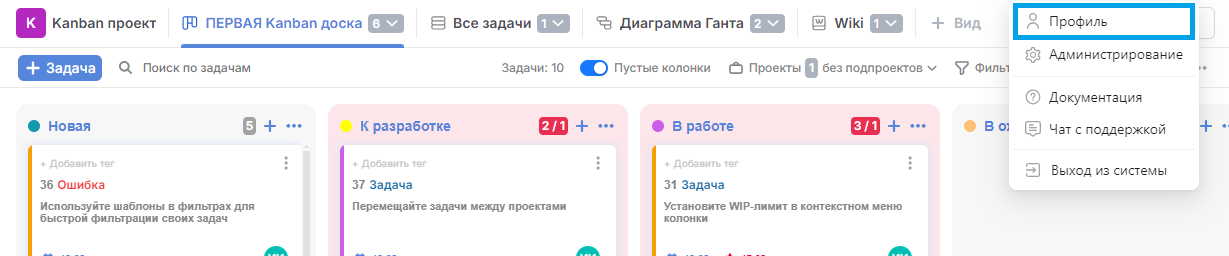 K Kanban проект ПЕРВАЯ Kanban доска 6 Все задачи 1 Диаграмма Ганта 2 Wiki 1 + Вид
+ Задача Поиск по задачам Задачи: 10 Пустые колонки Проекты 1 без подпроектов Фильт
Профиль
Администрирование
Документация
Чат с поддержкой
Выход из системы
Новая 5
+ Добавить тег
36 Ошибка
Используйте шаблоны в фильтрах для
быстрой фильтрации своих задач
К разработке 2 / 1
+ Добавить тег
37 Задача
Перемещайте задачи между проектами
В работе 3 / 1
+ Добавить тег
31 Задача
Установите WIP-лимит в контекстном меню
колонки
В о